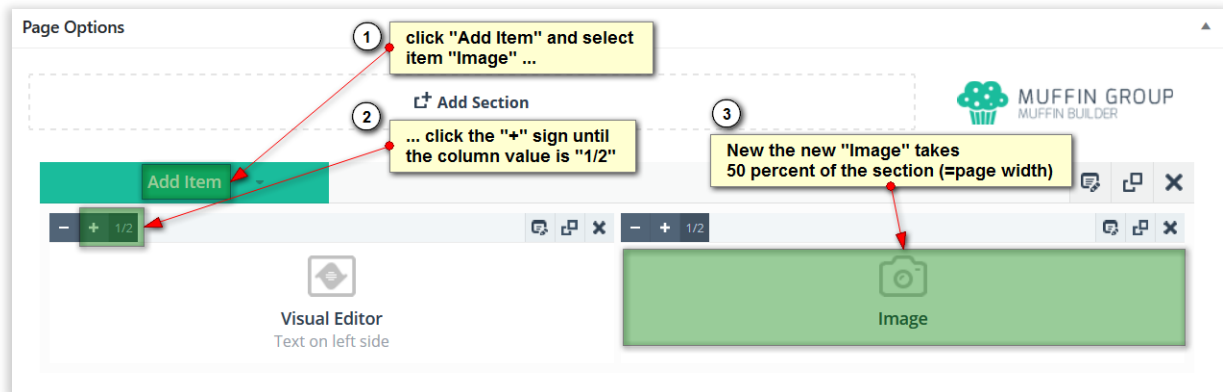 Page Options
1
click "Add Item" and select
item "Image" ...
Add Section
MUFFIN GROUP
MUFFIN BUILDER
2
... click the "+" sign until
the column value is "1/2"
3
New the new "Image" takes
50 percent of the section (=page width)
Add Item
− + 1/2
− + 1/2
Visual Editor
Text on left side
Image